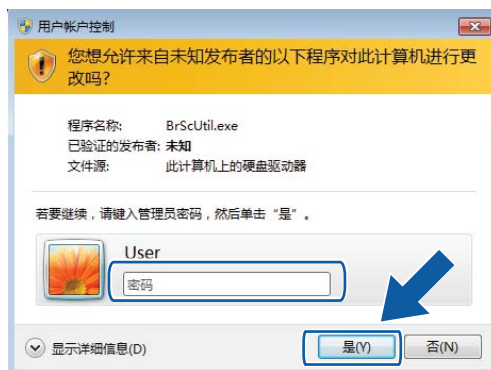 用户帐户控制
您想允许来自未知发布者的以下程序对此计算机进行更
改吗?
程序名称: BrScUtil.exe
已验证的发布者: 未知
文件源: 此计算机上的硬盘驱动器
若要继续，请键入管理员密码，然后单击“是”。
User
密码
显示详细信息(D)
是(Y)
否(N)